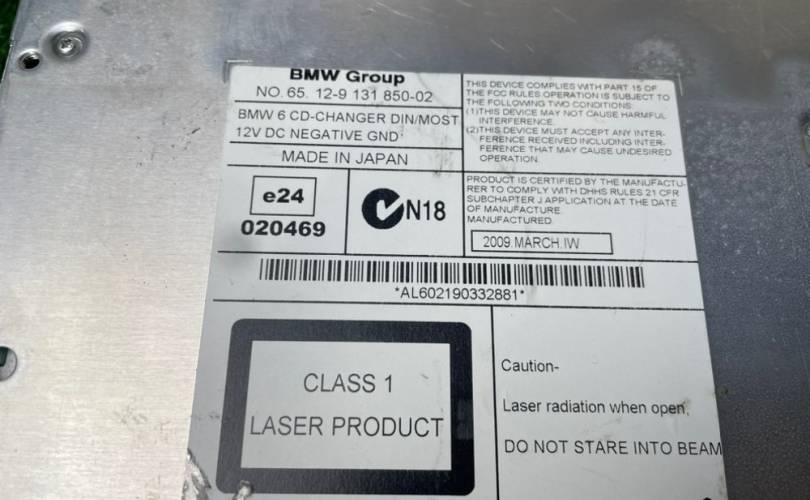 BMW Group
NO. 65. 12-9 131 850-02
BMW 6 CD-CHANGER DIN/MOST
12V DC NEGATIVE GND
MADE IN JAPAN
THIS DEVICE COMPLIES WITH PART 15 OF
THE FCC RULES OPERATION IS SUBJECT TO
THE FOLLOWING TWO CONDITIONS:
(1)THIS DEVICE MAY NOT CAUSE HARMFUL
INTERFERENCE.
(2)THIS DEVICE MUST ACCEPT ANY INTER-
FERENCE RECEIVED INCLUDING INTER-
FERENCE THAT MAY CAUSE UNDESIRED
OPERATION.
e24
020469
N18
PRODUCT IS CERTIFIED BY THE MANUFACTU-
RER TO COMPLY WITH DHHS RULES 21 CFR
SUBCHAPTER J APPLICATION AT THE DATE
OF MANUFACTURE.
MANUFACTURED.
2009.MARCH.IW
*AL602190332881*
CLASS 1
LASER PRODUCT
Caution-
Laser radiation when open,
DO NOT STARE INTO BEAM